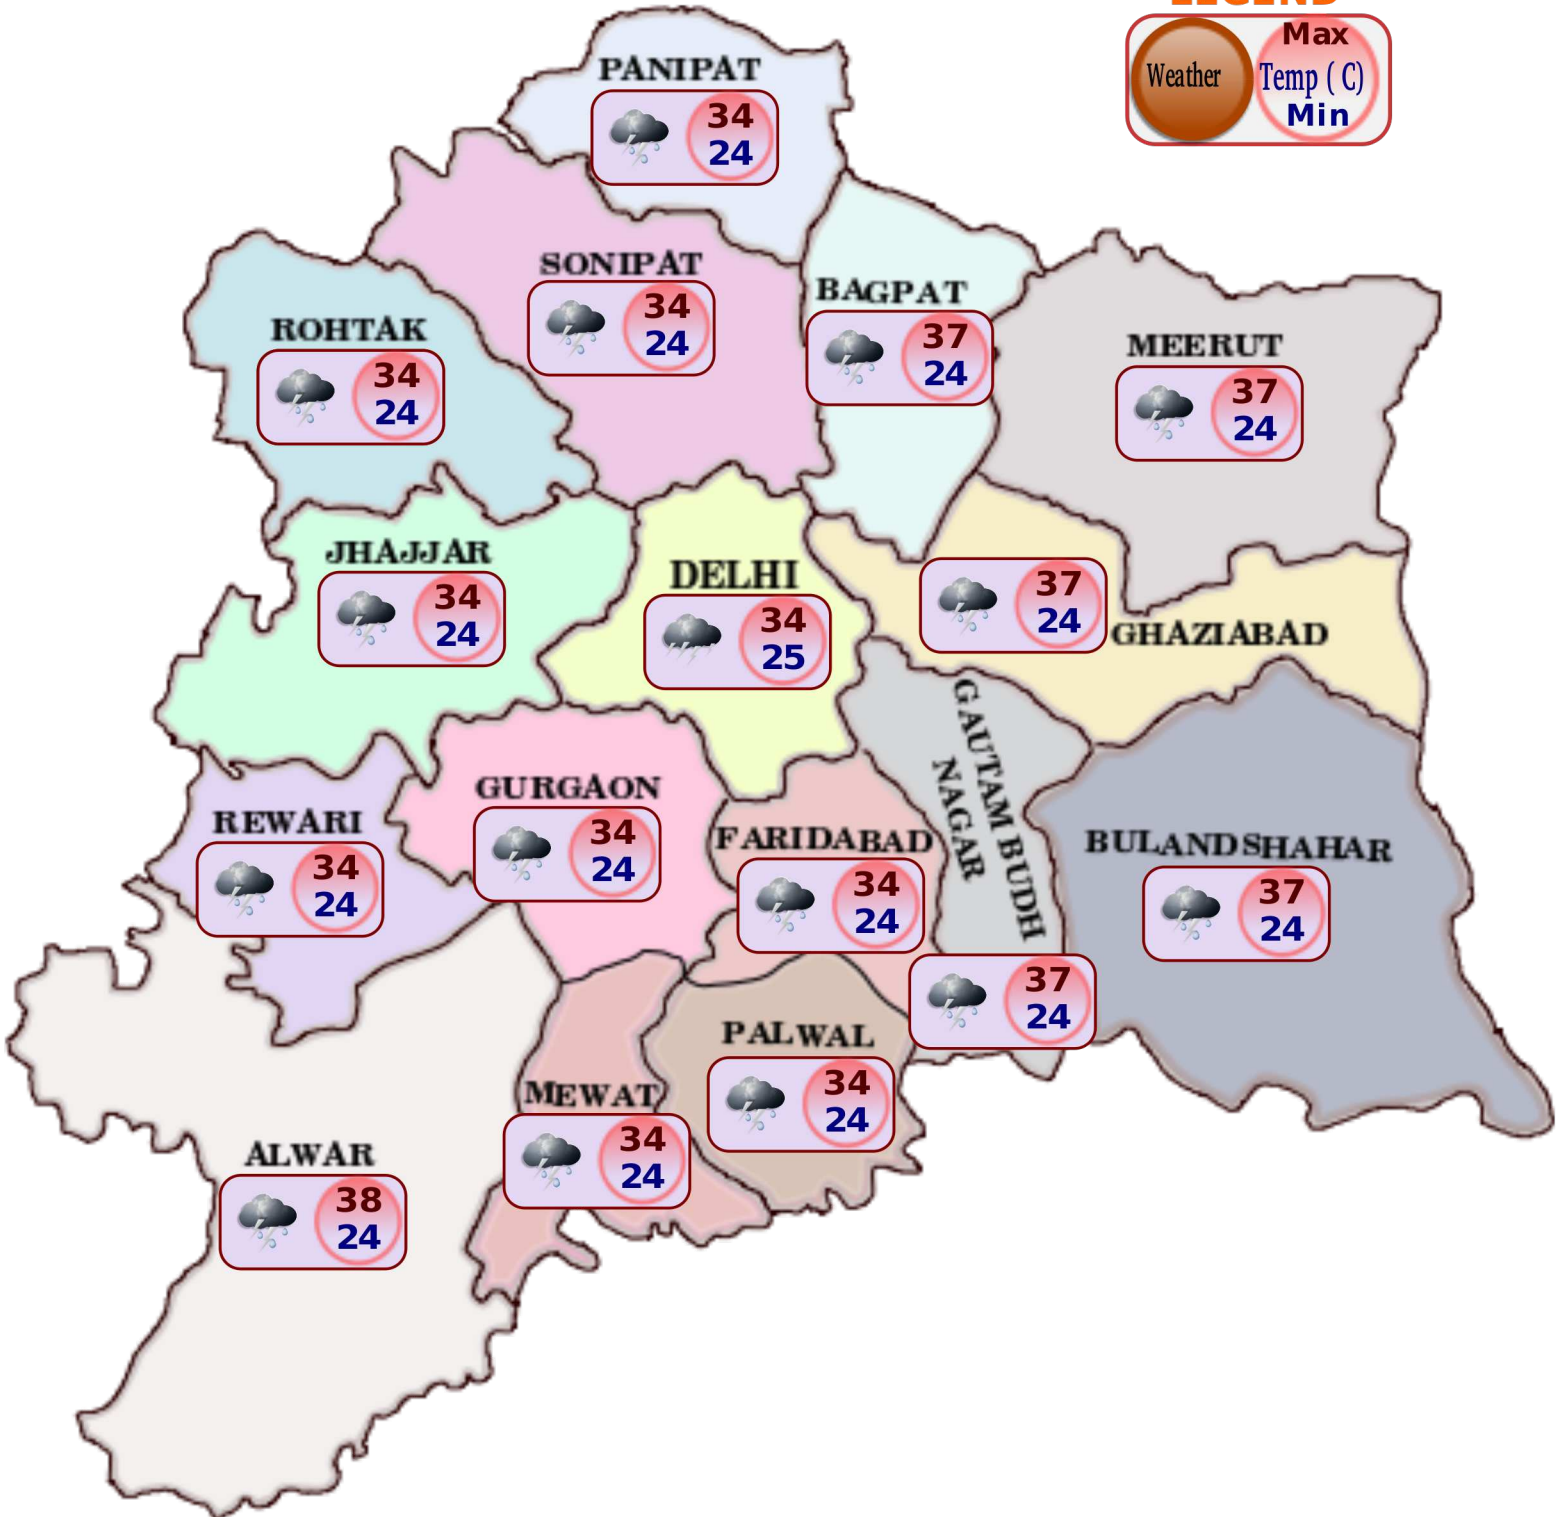 LEGEND
Max
Weather
Temp ( C)
Min
PANIPAT
34
24
SONIPAT
34
24
BAGPAT
37
24
ROHTAK
34
24
MEERUT
37
24
JHAJJAR
34
24
DELHI
34
25
37
24
GHAZIABAD
GAUTAM BUDH
NAGAR
37
24
GURGAON
34
24
REWARI
34
24
FARIDABAD
34
24
BULANDSHAHAR
37
24
PALWAL
34
24
MEWAT
34
24
ALWAR
38
24